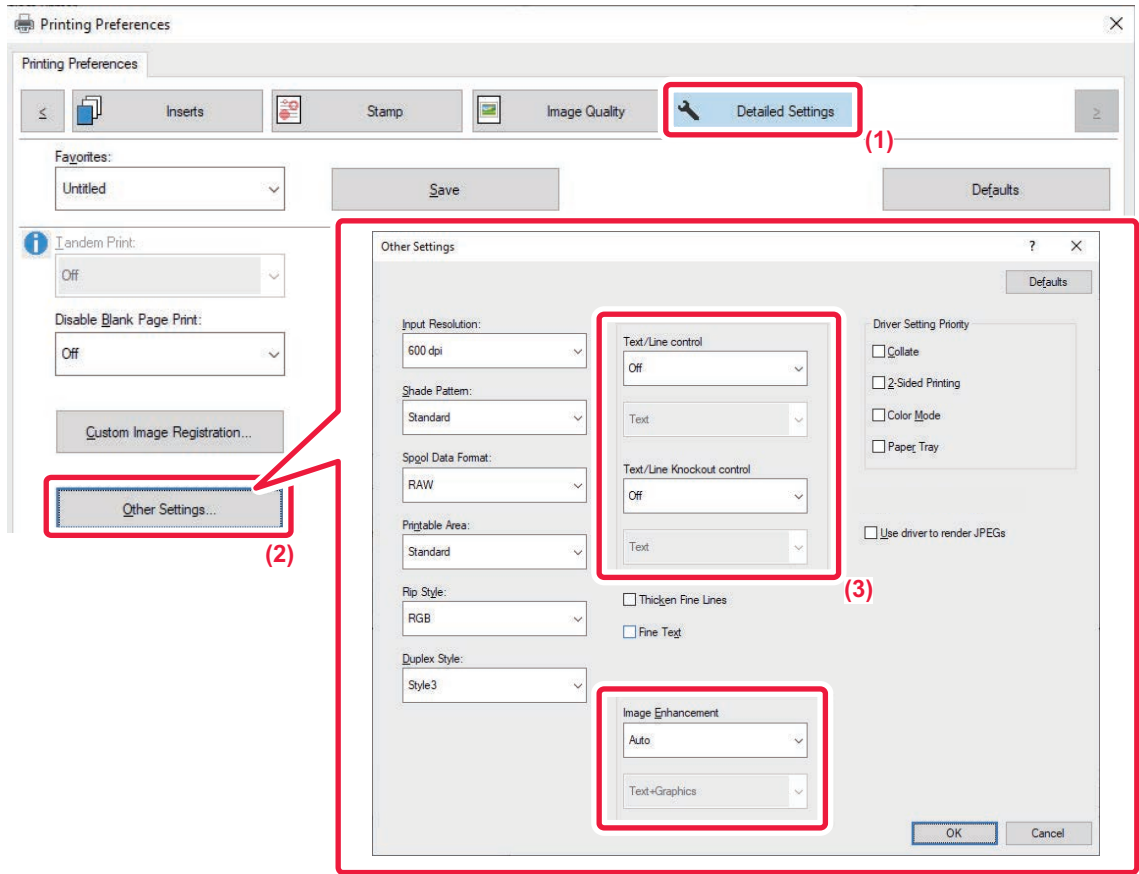 Printing Preferences
Printing Preferences
< Inserts Stamp Image Quality Detailed Settings >
(1)
Favorites:
Untitled Save Defaults
Tandem Print:
Off
Disable Blank Page Print:
Off
Custom Image Registration...
Other Settings...
(2)
Other Settings ?
Defaults
Input Resolution:
600 dpi
Shade Pattern:
Standard
Spool Data Format:
RAW
Printable Area:
Standard
Rip Style:
RGB
Duplex Style:
Style3
Text/Line control
Off
Text
Text/Line Knockout control
Off
Text
(3)
Thicken Fine Lines
Fine Text
Image Enhancement
Auto
Text+Graphics
Driver Setting Priority
Collate
2-Sided Printing
Color Mode
Paper Tray
Use driver to render JPEGs
OK Cancel